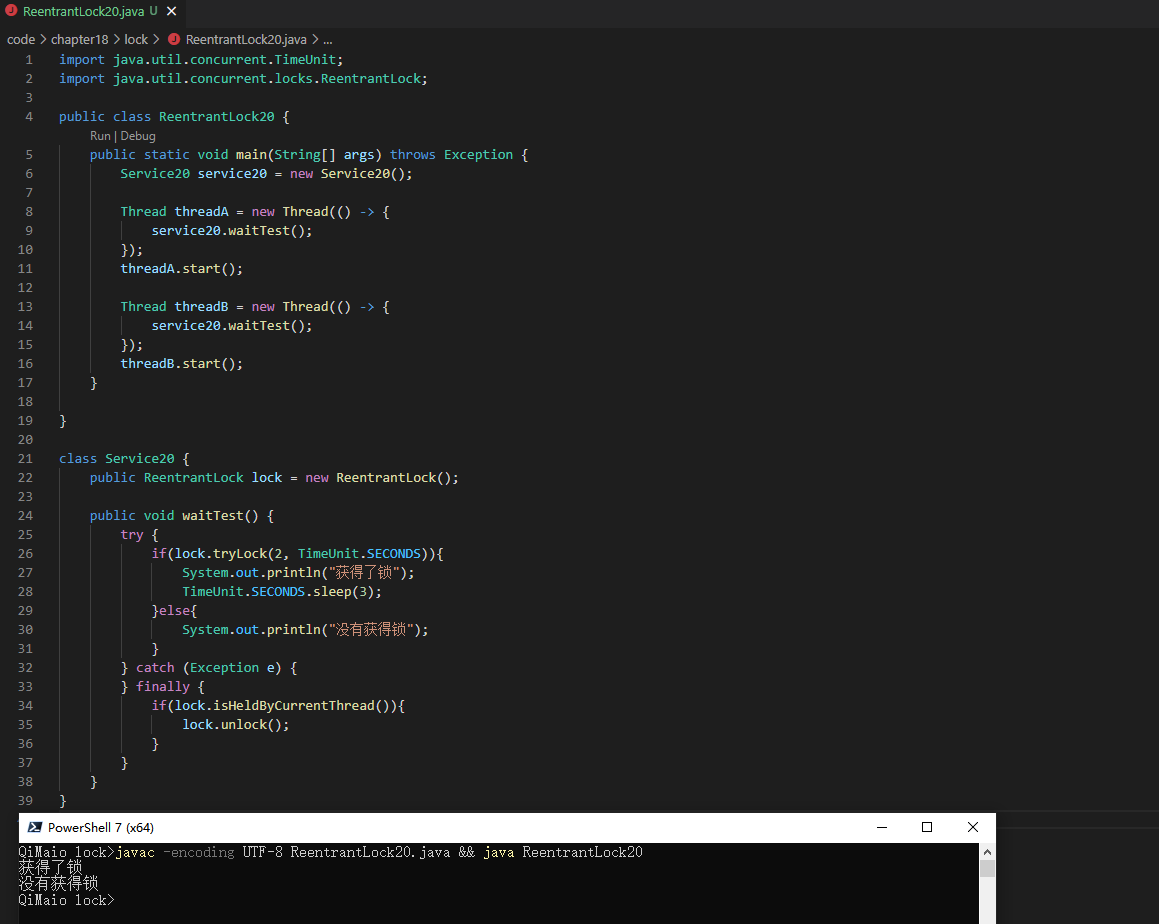 ReentrantLock20.java U ×
code > chapter18 > lock > ReentrantLock20.java > ...
1 import java.util.concurrent.TimeUnit;
2 import java.util.concurrent.locks.ReentrantLock;
3
4 public class ReentrantLock20 {
Run | Debug
5 public static void main(String[] args) throws Exception {
6 Service20 service20 = new Service20();
7
8 Thread threadA = new Thread(() -> {
9 service20.waitTest();
10 });
11 threadA.start();
12
13 Thread threadB = new Thread(() -> {
14 service20.waitTest();
15 });
16 threadB.start();
17 }
18
19 }
20
21 class Service20 {
22 public ReentrantLock lock = new ReentrantLock();
23
24 public void waitTest() {
25 try {
26 if(lock.tryLock(2, TimeUnit.SECONDS)){
27 System.out.println("获得了锁");
28 TimeUnit.SECONDS.sleep(3);
29 }else{
30 System.out.println("没有获得锁");
31 }
32 } catch (Exception e) {
33 } finally {
34 if(lock.isHeldByCurrentThread()){
35 lock.unlock();
36 }
37 }
38 }
39 }
PowerShell 7 (x64)
QiMaio lock>javac -encoding UTF-8 ReentrantLock20.java && java ReentrantLock20
获得了锁
没有获得锁
QiMaio lock>